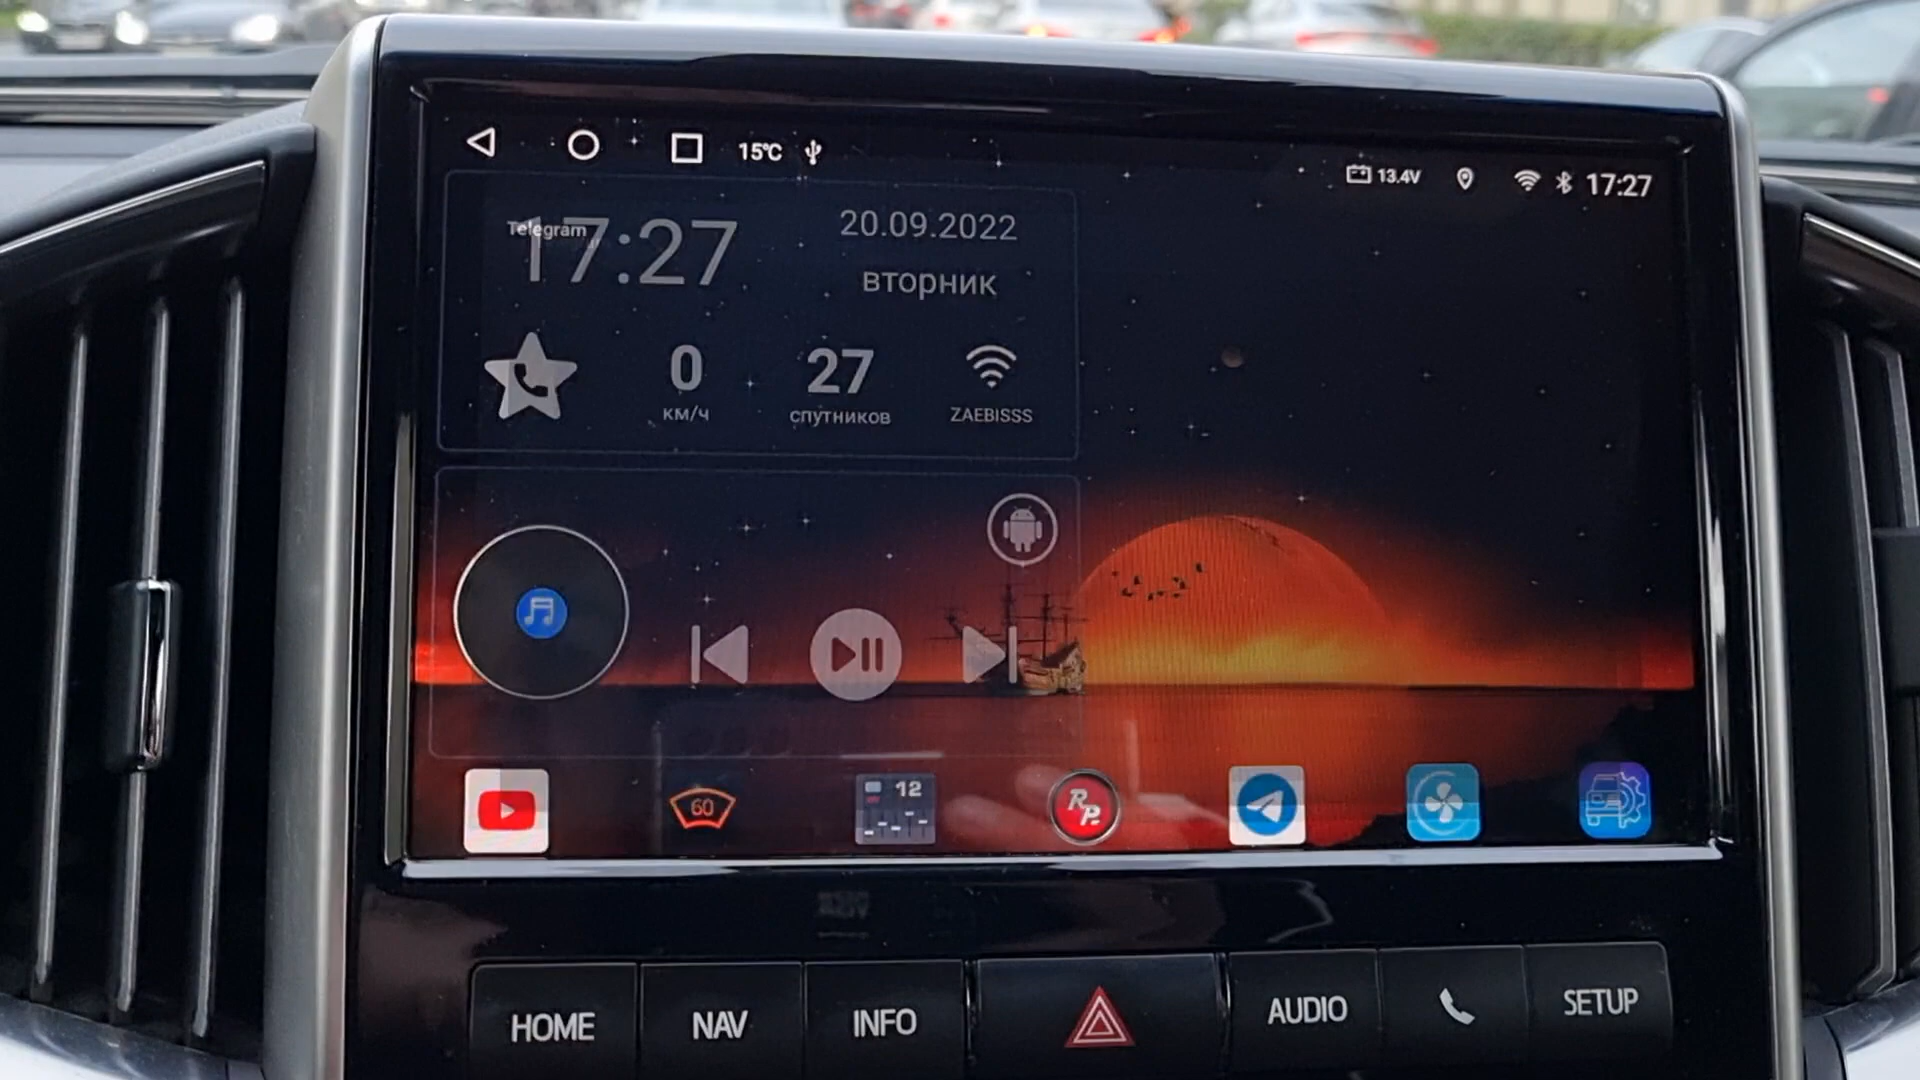 15℃
13.4V
17:27
Telegram
17:27
20.09.2022
вторник
0
км/ч
27
спутников
ZAEBISSS
60
12
RP
HOME
NAV
INFO
AUDIO
SETUP